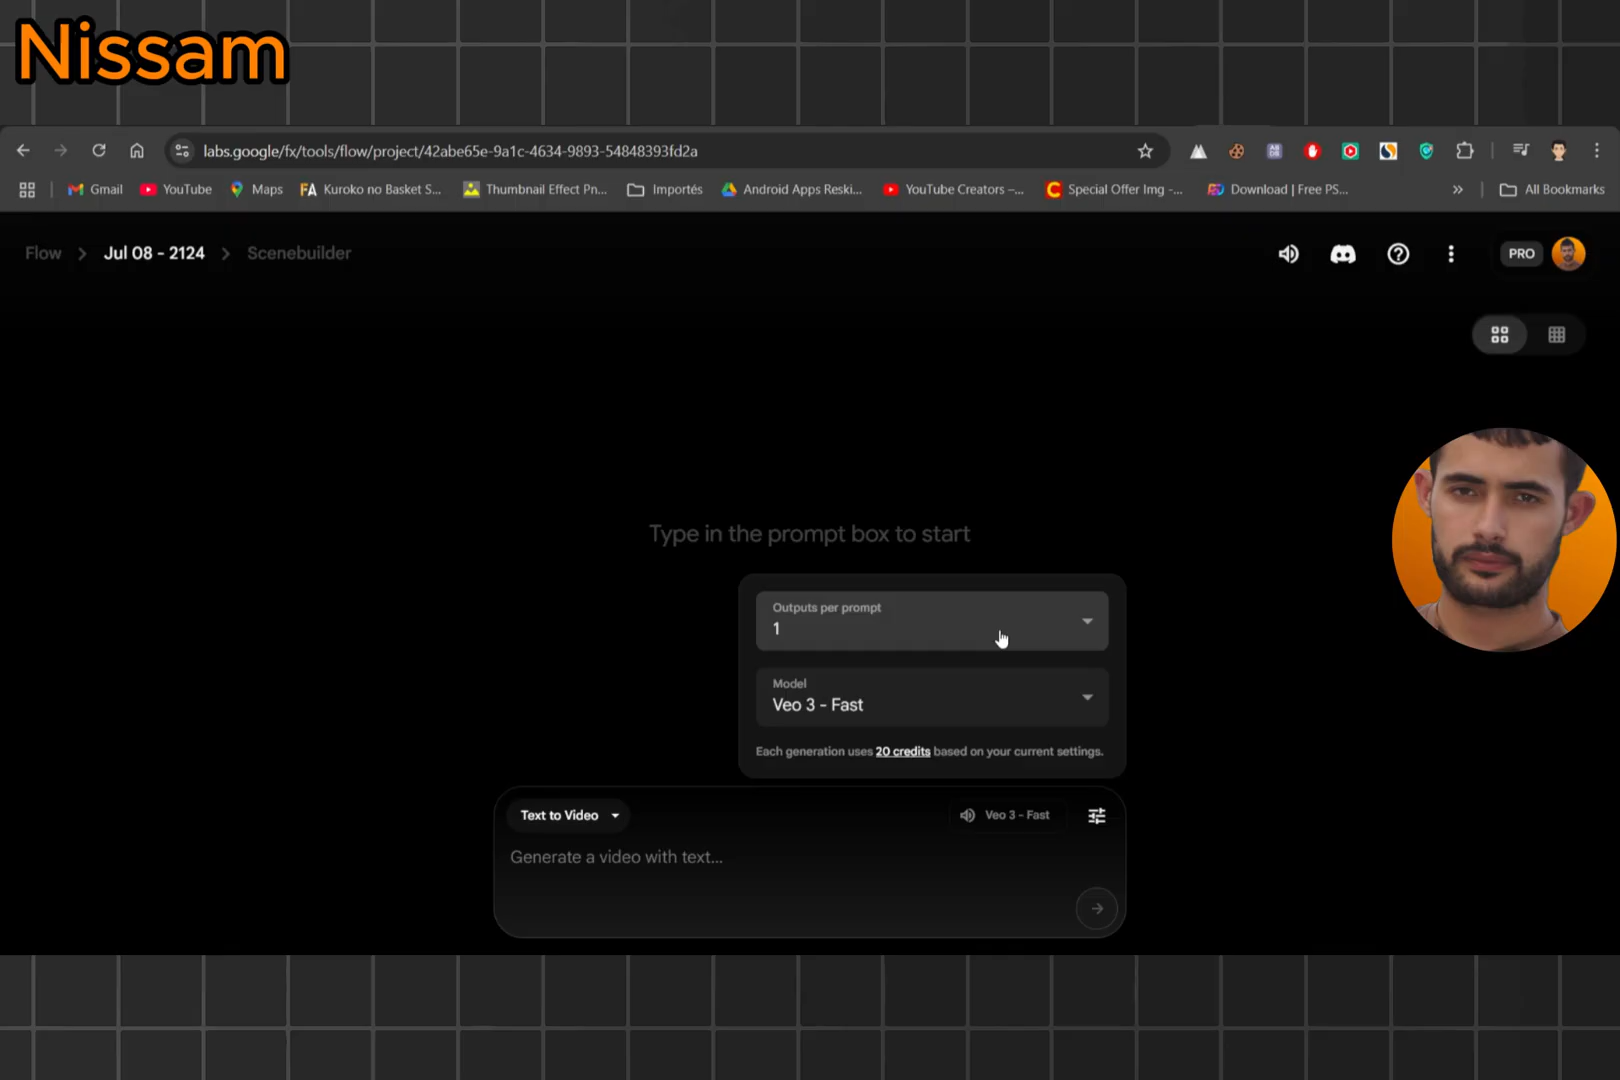 Nissam
labs.google/fx/tools/flow/project/42abe65e-9a1c-4634-9893-54848393fd2a
Gmail YouTube Maps FA Kuroko no Basket S... Thumbnail Effect Pn... Importés Android Apps Reski... YouTube Creators –... Special Offer Img -... Download | Free PS... » All Bookmarks
Flow > Jul 08 - 2124 > Scenebuilder
PRO
Type in the prompt box to start
Outputs per prompt
1
Model
Veo 3 - Fast
Each generation uses 20 credits based on your current settings.
Text to Video
Veo 3 - Fast
Generate a video with text...